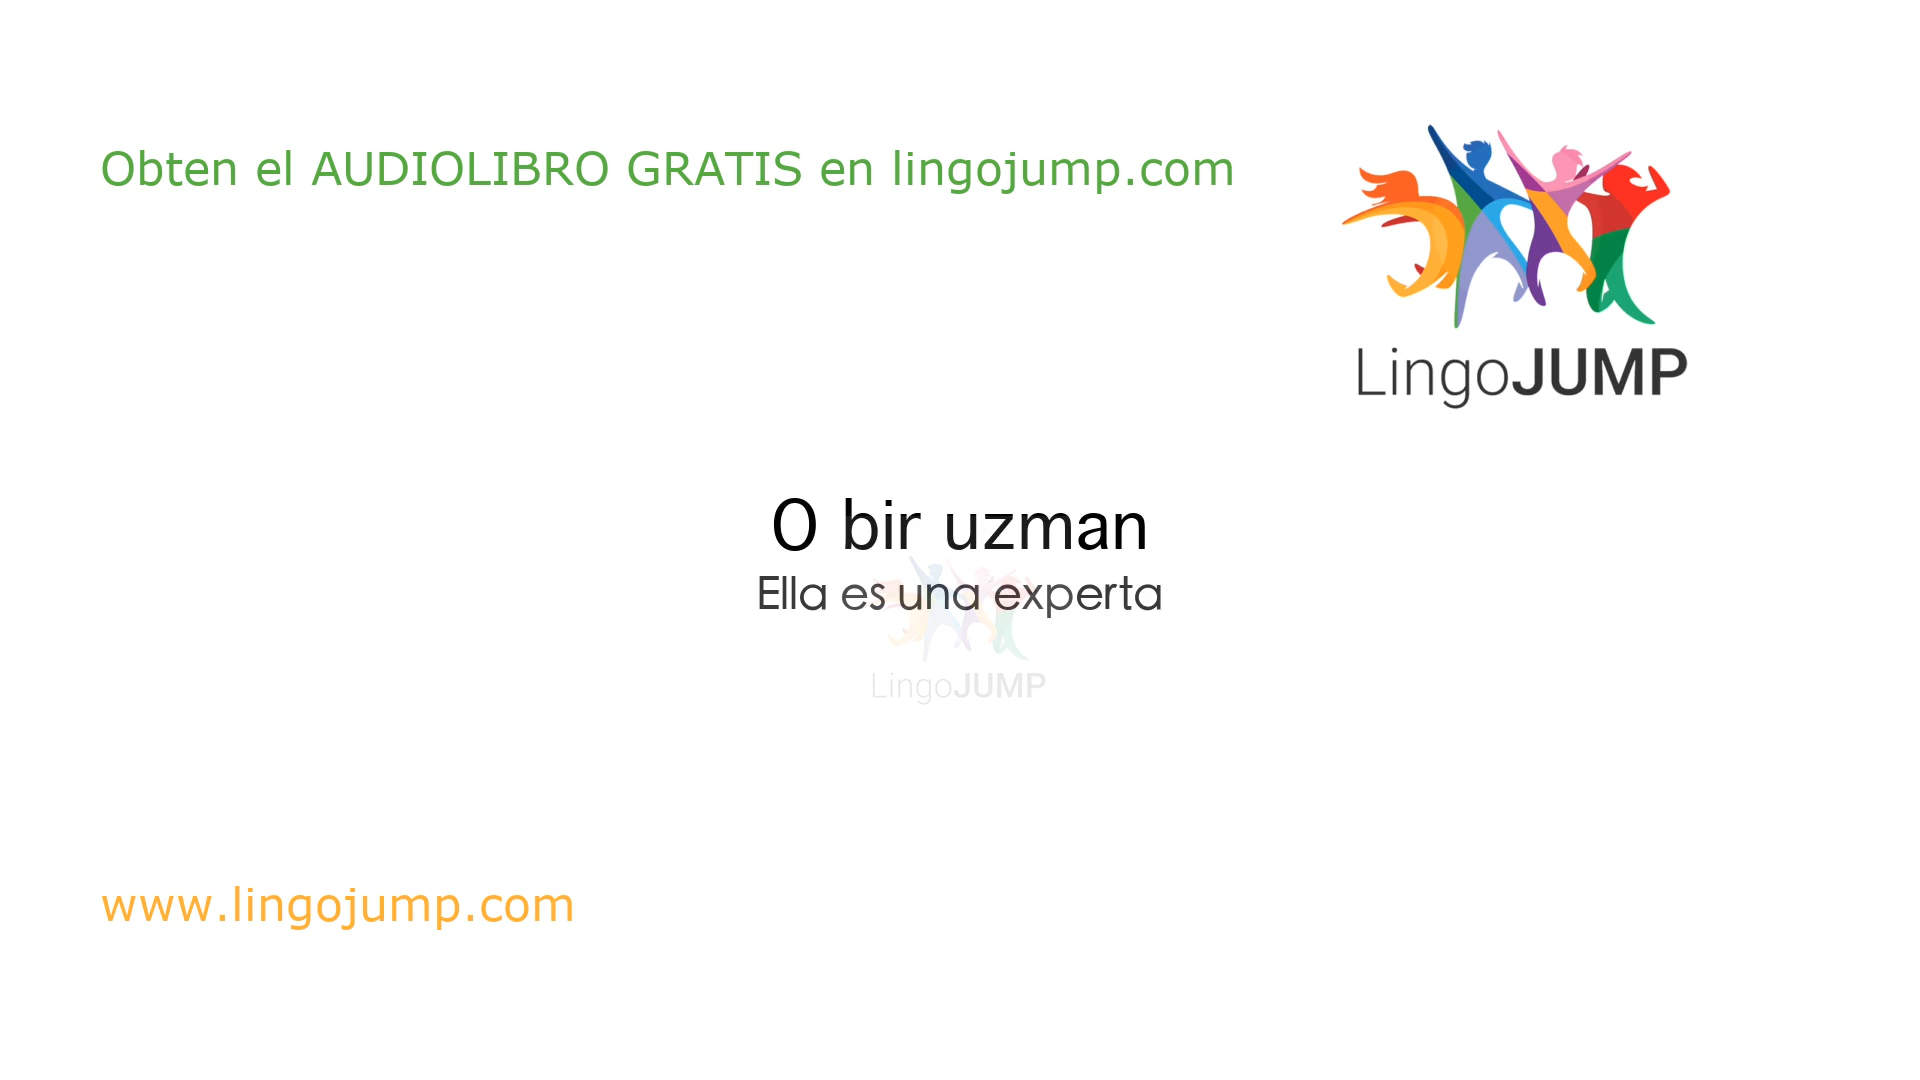 Obten el AUDIOLIBRO GRATIS en lingojump.com
LingoJUMP
O bir uzman
Ella es una experta
LingoJUMP
www.lingojump.com